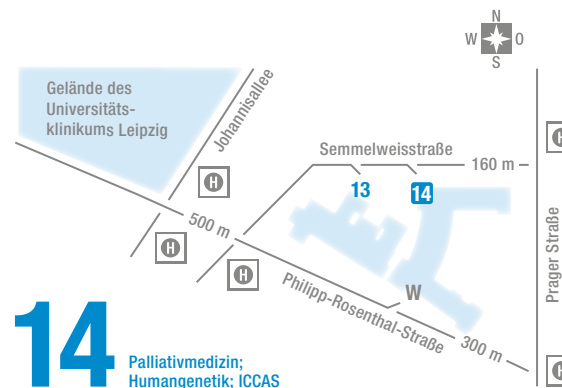 N
W O
S
Gelände des
Universitäts-
klinikums Leipzig
Johannisallee
H
Semmelweisstraße
160 m
13
14
H
500 m
H
H
Prager Straße
W
Philipp-Rosenthal-Straße
300 m
H
14
Palliativmedizin;
Humangenetik; ICCAS